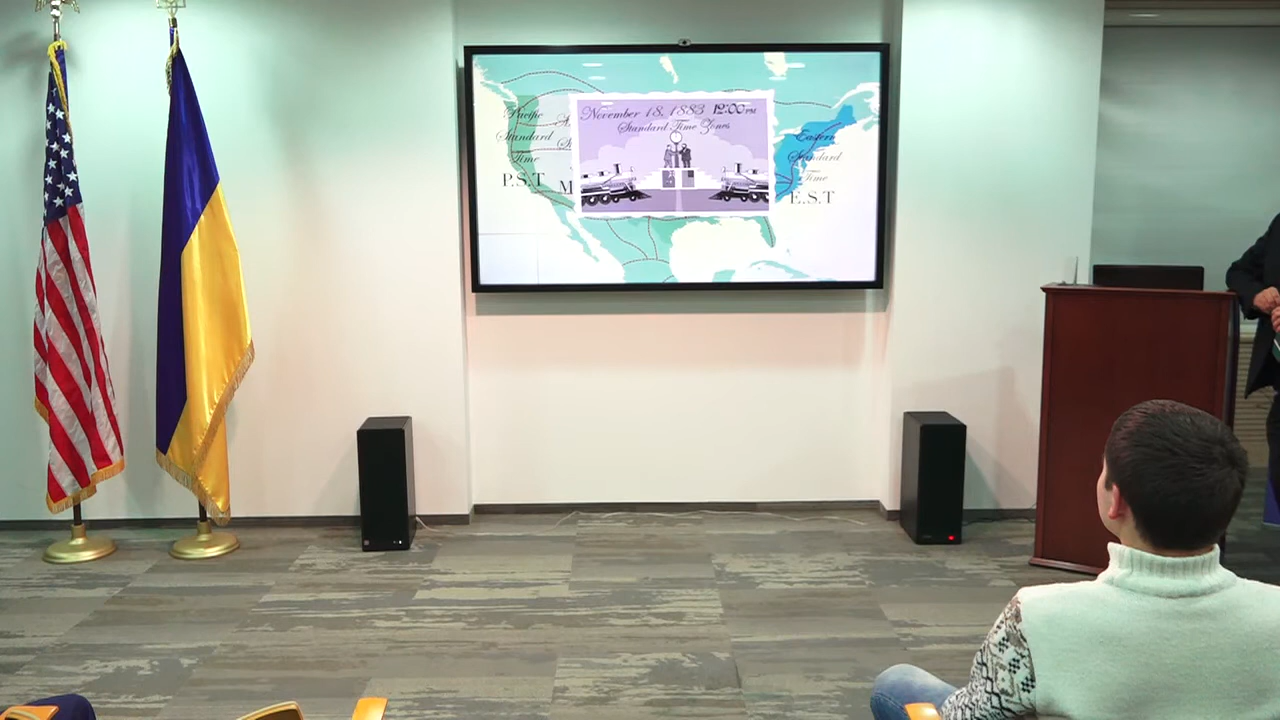 November 18, 1883 12:00 PM
Standard Time Zones
Pacific
Standard
Time
P.S.T
M
Eastern
Standard
Time
E.S.T